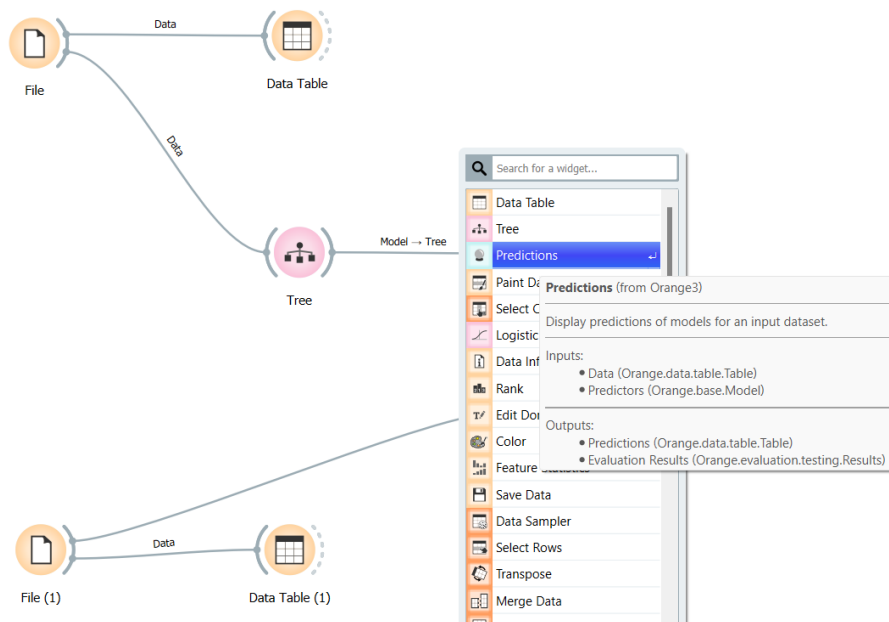 Data
File
Data Table
Data
Model → Tree
Tree
Search for a widget...
Data Table
Tree
Predictions
Paint Da
Select C
Logistic
Data Inf
Rank
Edit Do
Color
Feature Statistics
Save Data
Data Sampler
Select Rows
Transpose
Merge Data
Predictions (from Orange3)
Display predictions of models for an input dataset.
Inputs:
• Data (Orange.data.table.Table)
• Predictors (Orange.base.Model)
Outputs:
• Predictions (Orange.data.table.Table)
• Evaluation Results (Orange.evaluation.testing.Results)
Data
File (1)
Data Table (1)